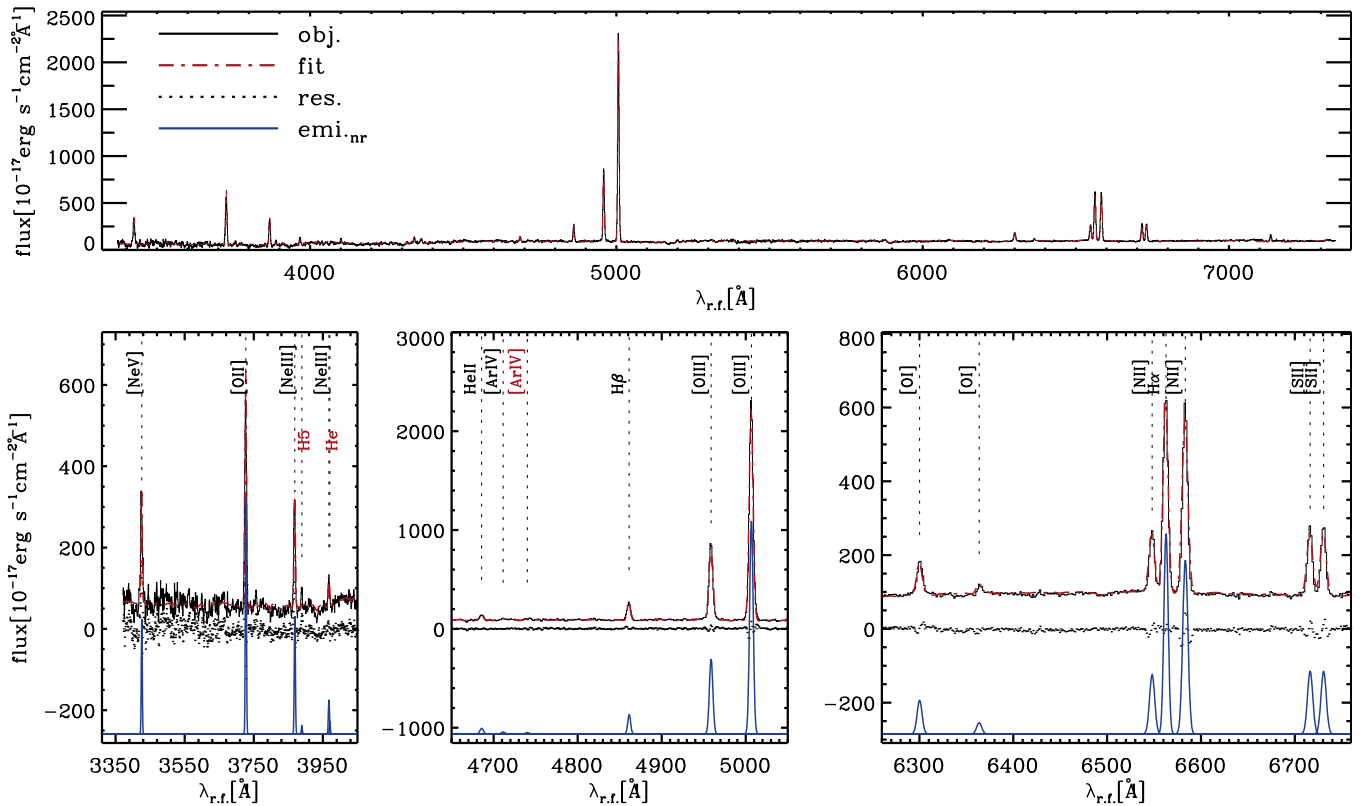 2500
2000
1500
1000
500
0
flux[10⁻¹⁷erg s⁻¹cm⁻²Å⁻¹]
obj.
fit
res.
emi.nr
4000 5000 6000 7000
λr.f.[Å]
600
400
200
0
−200
flux[10⁻¹⁷erg s⁻¹cm⁻²Å⁻¹]
[NeV]
[OII]
[NeIII]
H5
[NeIII]
He
3350 3550 3750 3950
λr.f.[Å]
3000
2000
1000
0
−1000
HeII
[ArIV]
[ArIV]
Hβ
[OIII]
[OIII]
4700 4800 4900 5000
λr.f.[Å]
800
600
400
200
0
−200
[OI]
[OI]
[NII]
Hα
[NII]
[SII]
[SII]
6300 6400 6500 6600 6700
λr.f.[Å]